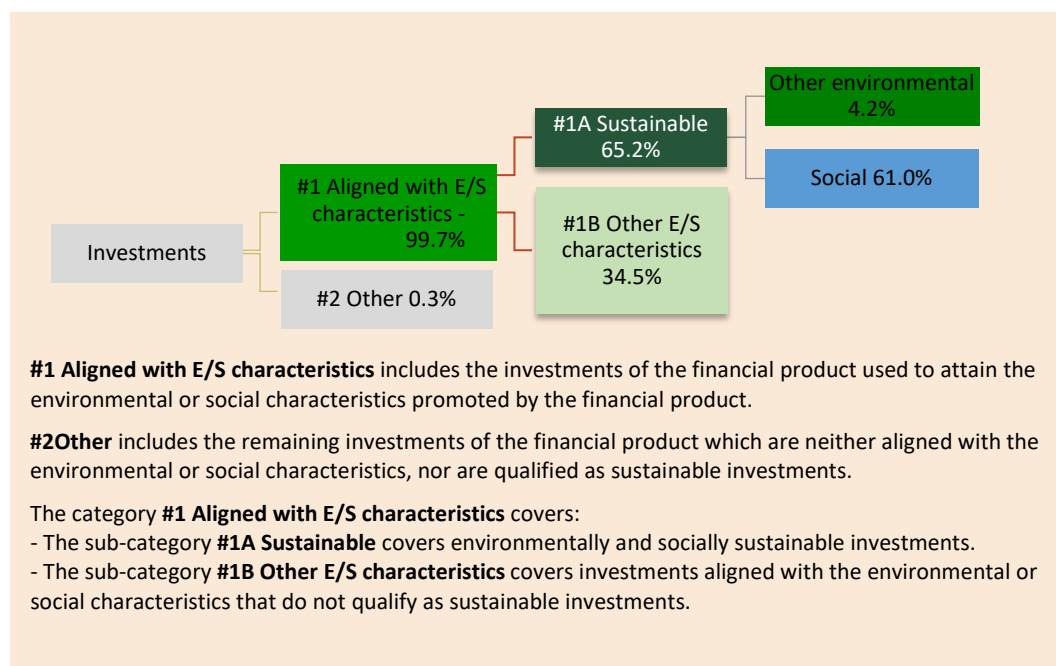 Investments
#1 Aligned with E/S
characteristics -
99.7%
#2 Other 0.3%
#1A Sustainable
65.2%
#1B Other E/S
characteristics
34.5%
Other environmental
4.2%
Social 61.0%
#1 Aligned with E/S characteristics includes the investments of the financial product used to attain the
environmental or social characteristics promoted by the financial product.
#2Other includes the remaining investments of the financial product which are neither aligned with the
environmental or social characteristics, nor are qualified as sustainable investments.
The category #1 Aligned with E/S characteristics covers:
- The sub-category #1A Sustainable covers environmentally and socially sustainable investments.
- The sub-category #1B Other E/S characteristics covers investments aligned with the environmental or
social characteristics that do not qualify as sustainable investments.